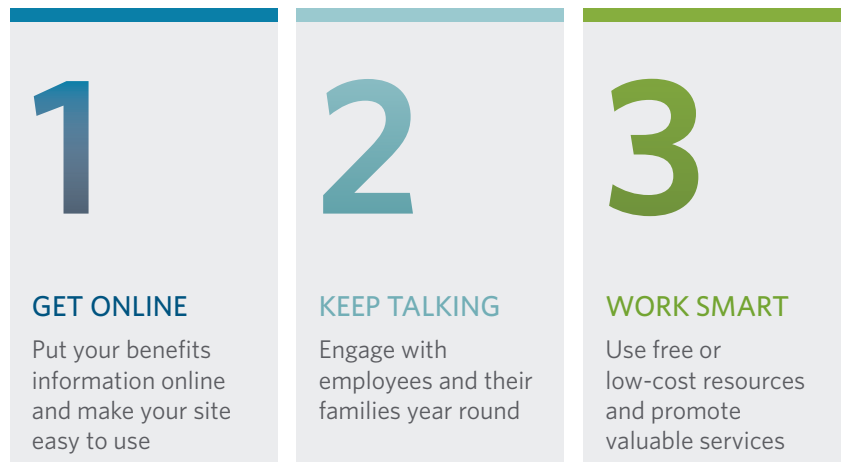 1
GET ONLINE
Put your benefits
information online
and make your site
easy to use
2
KEEP TALKING
Engage with
employees and their
families year round
3
WORK SMART
Use free or
low-cost resources
and promote
valuable services